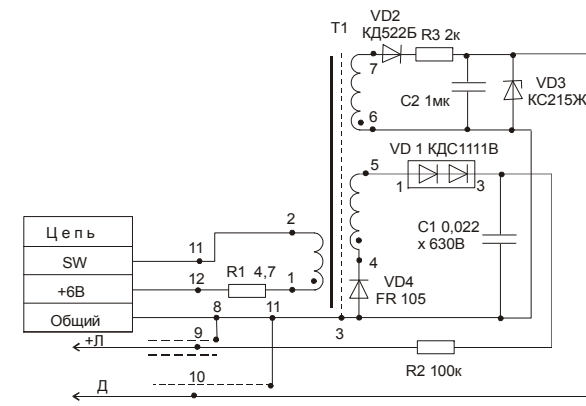 T1
VD2
КД522Б
R3 2к
7
C2 1мк
VD3
КС215Ж
6
VD 1 КДС1111В
5
1
3
C1 0,022
х 630В
4
VD4
FR 105
Цепь
SW
+6В
Общий
11
2
12
R1 4,7
1
8
11
3
+Л
9
R2 100к
10
Д